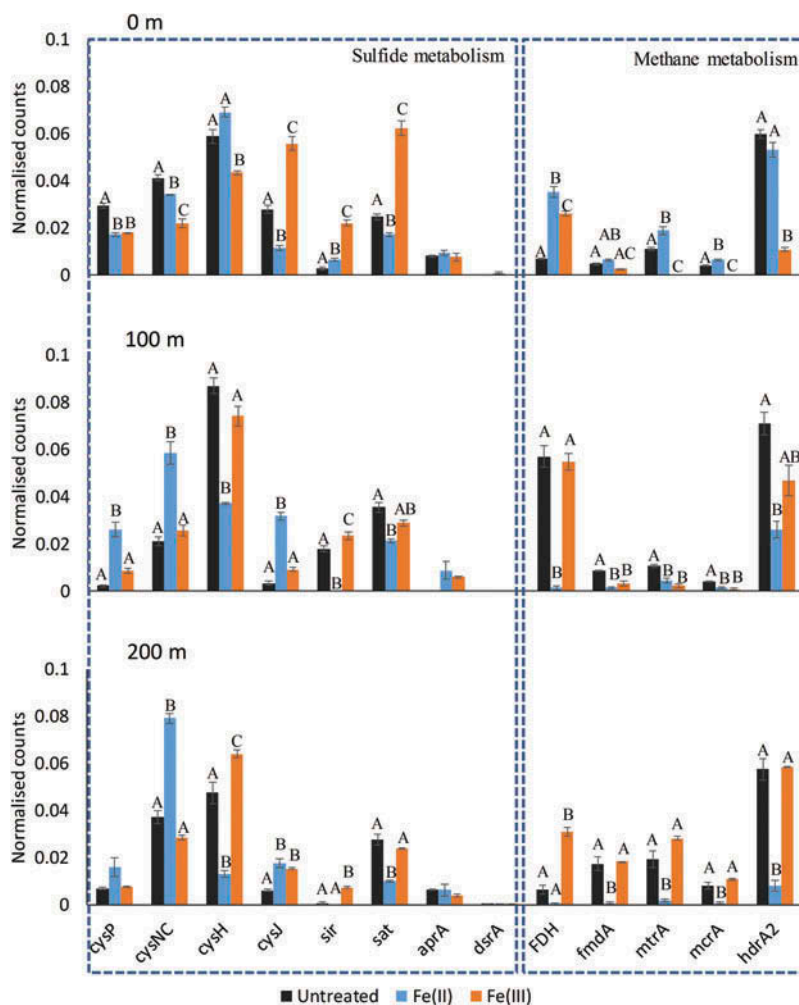 0 m
Sulfide metabolism
Methane metabolism
Normalised counts
0.1
0.08
0.06
0.04
0.02
0
A B B
A B C
A A B
A B C
A B C
A B C
A B C
A AB AC
A B C
A B C
A A B
100 m
Normalised counts
0.1
0.08
0.06
0.04
0.02
0
A B A
A B A
A B A
A B A
A B C
A B AB
A B A
A B B
A B B
A B B
A B AB
200 m
Normalised counts
0.1
0.08
0.06
0.04
0.02
0
A B A
A B C
A B B
A A B
A B A
A A B
A B A
A B A
A B A
A B A
cysP cysNC cysH cysJ sir sat aprA dsrA FDH fmdA mtrA mcrA hdrA2
Untreated Fe(II) Fe(III)